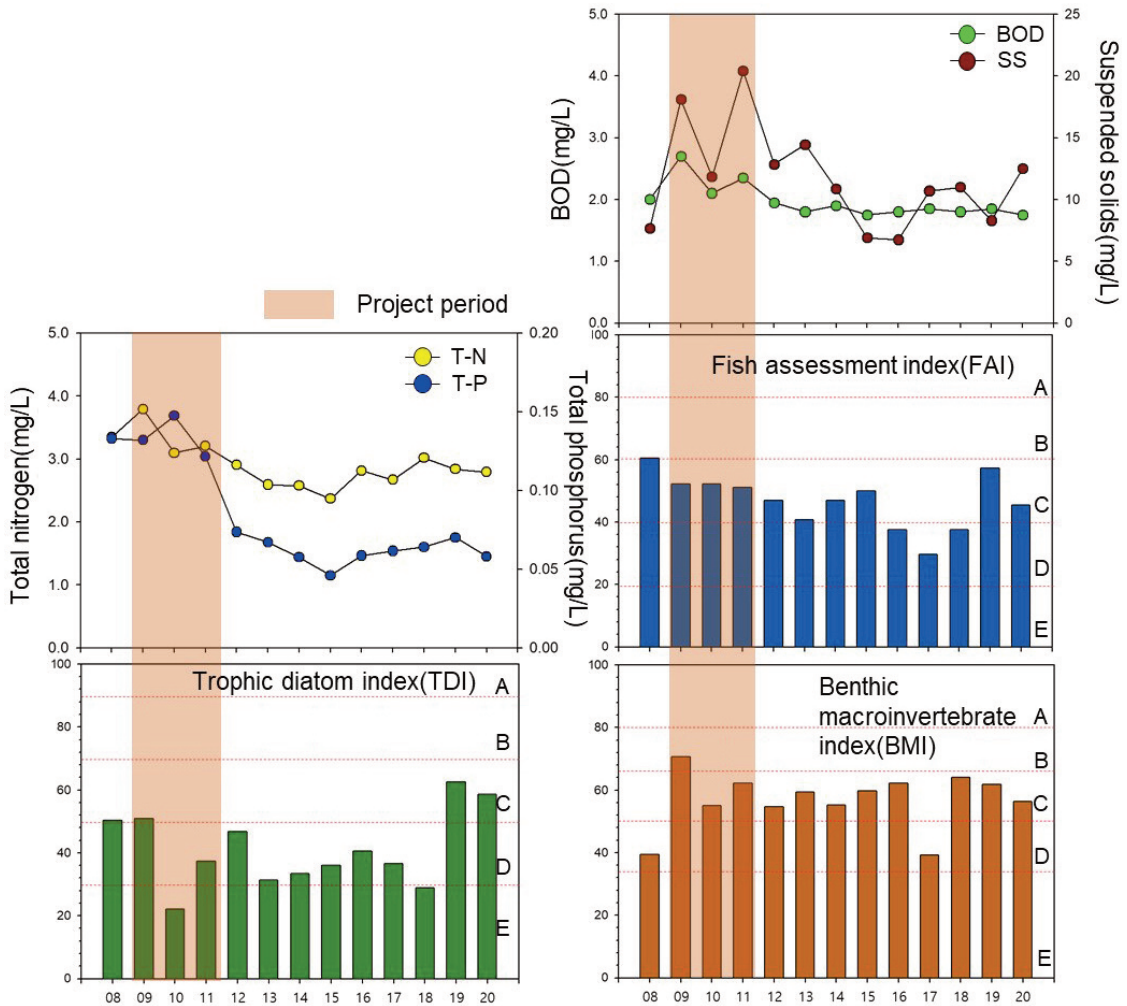 5.0
4.0
3.0
2.0
1.0
0.0
BOD(mg/L)
BOD
SS
25
20
15
10
5
0
Suspended solids(mg/L)
Project period
5.0
4.0
3.0
2.0
1.0
0.0
Total nitrogen(mg/L)
T-N
T-P
0.20
0.15
0.10
0.05
0.00
Total phosphorus(mg/L)
100
80
60
40
20
0
Fish assessment index(FAI)
A
B
C
D
E
100
80
60
40
20
0
Trophic diatom index(TDI)
A
B
C
D
E
08 09 10 11 12 13 14 15 16 17 18 19 20
100
80
60
40
20
0
Benthic
macroinvertebrate
index(BMI)
A
B
C
D
E
08 09 10 11 12 13 14 15 16 17 18 19 20